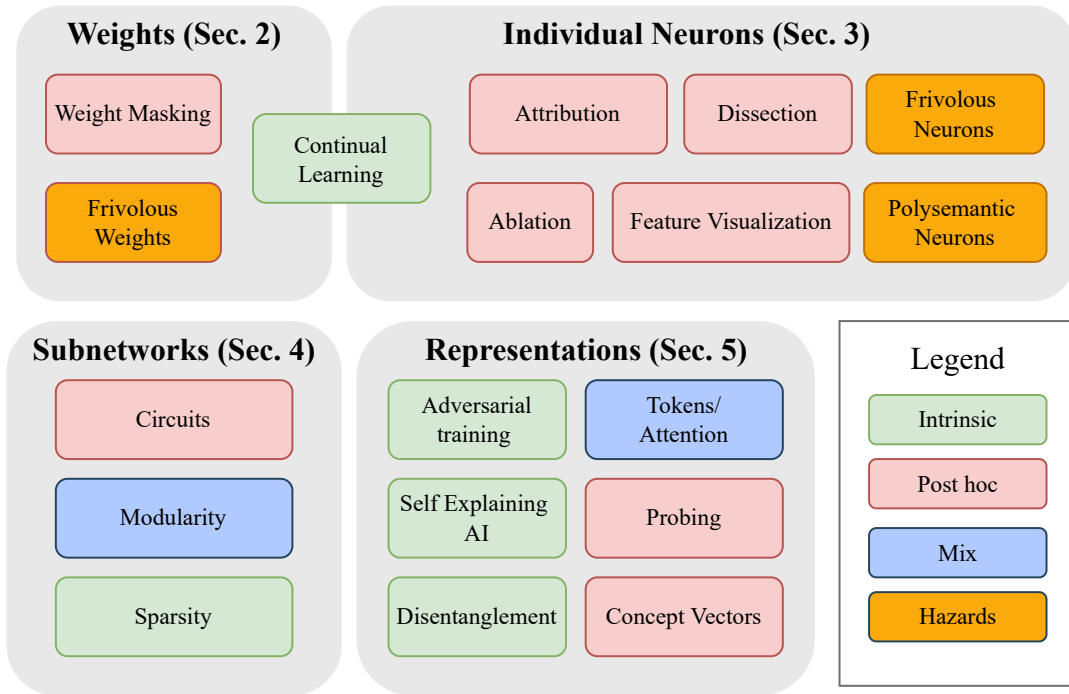 Weights (Sec. 2)
Weight Masking
Frivolous
Weights
Continual
Learning
Individual Neurons (Sec. 3)
Attribution
Dissection
Frivolous
Neurons
Ablation
Feature Visualization
Polysemantic
Neurons
Subnetworks (Sec. 4)
Circuits
Modularity
Sparsity
Representations (Sec. 5)
Adversarial
training
Tokens/
Attention
Self Explaining
AI
Probing
Disentanglement
Concept Vectors
Legend
Intrinsic
Post hoc
Mix
Hazards